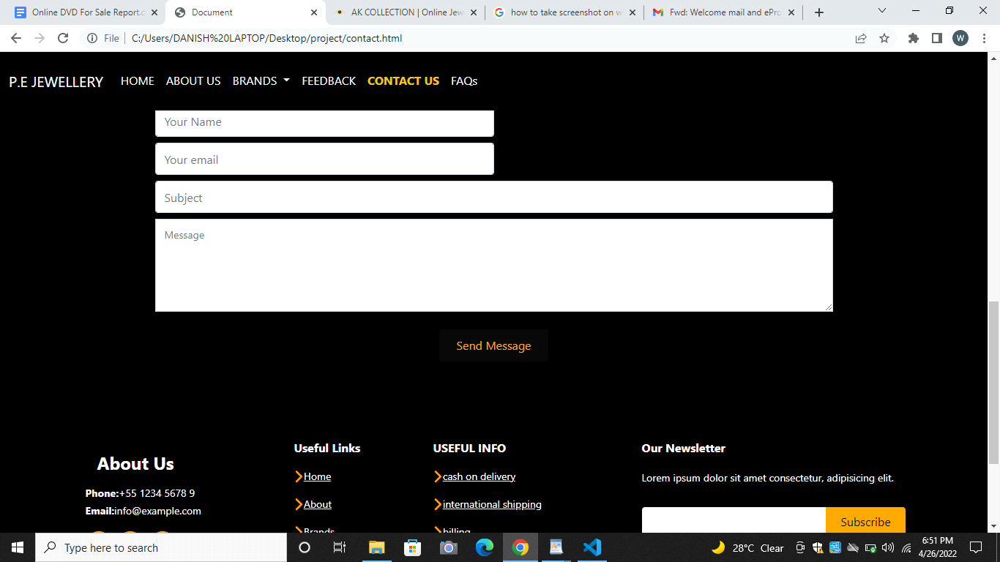 Online DVD For Sale Report.d
Document
AK COLLECTION | Online Jew
how to take screenshot on w
Fwd: Welcome mail and ePro
File
C:/Users/DANISH%20LAPTOP/Desktop/project/contact.html
W
P.E JEWELLERY HOME ABOUT US BRANDS FEEDBACK CONTACT US FAQs
Your Name
Your email
Subject
Message
Send Message
About Us
Phone:+55 1234 5678 9
Email:info@example.com
Useful Links
Home
About
Brands
USEFUL INFO
cash on delivery
international shipping
billing
Our Newsletter
Lorem ipsum dolor sit amet consectetur, adipisicing elit.
Subscribe
Type here to search
28°C Clear
6:51 PM
4/26/2022